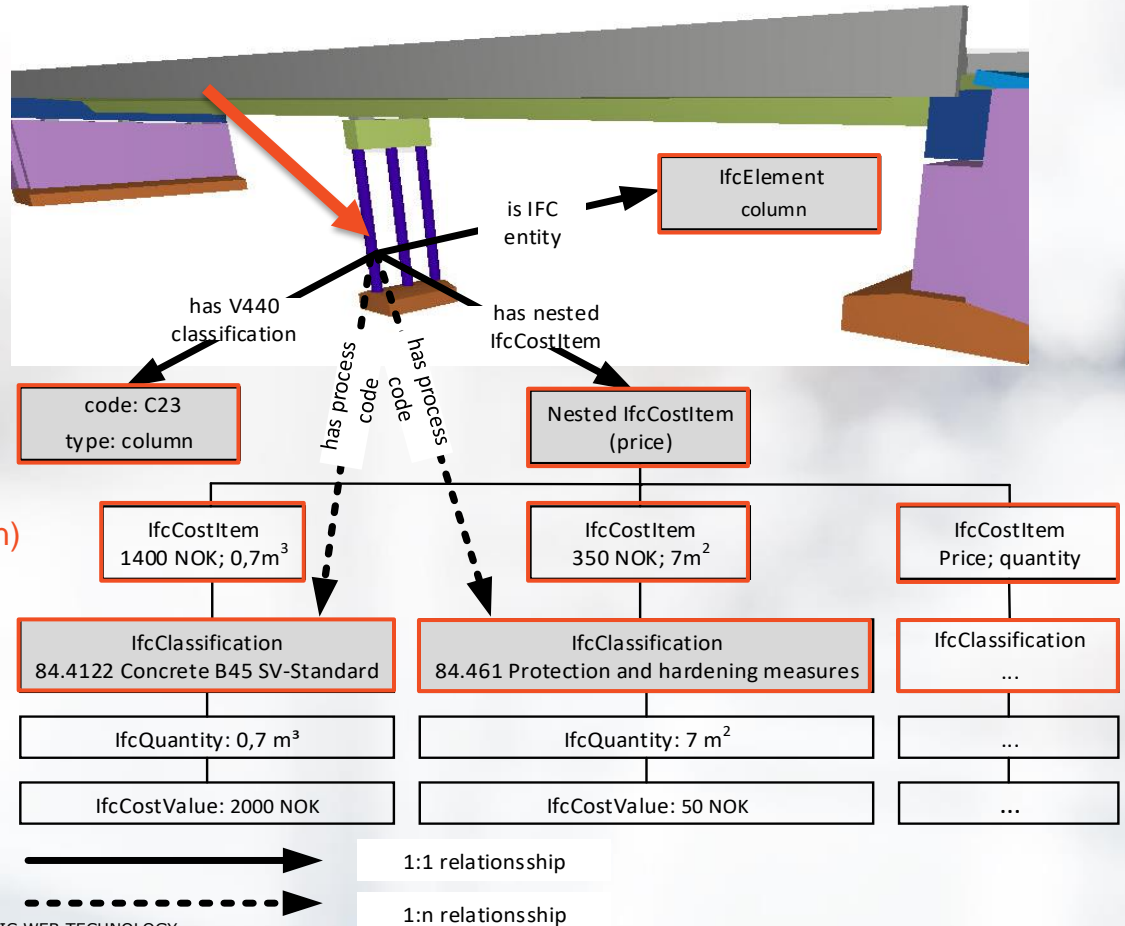 IfcElement
column
is IFC
entity
has V440
classification
has nested
IfcCostItem
has process
code
has process
code
code: C23
type: column
Nested IfcCostItem
(price)
IfcCostItem
1400 NOK; 0,7m³
IfcCostItem
350 NOK; 7m²
IfcCostItem
Price; quantity
IfcClassification
84.4122 Concrete B45 SV-Standard
IfcClassification
84.461 Protection and hardening measures
IfcClassification
...
IfcQuantity: 0,7 m³
IfcQuantity: 7 m²
...
IfcCostValue: 2000 NOK
IfcCostValue: 50 NOK
...
1:1 relationsship
1:n relationsship